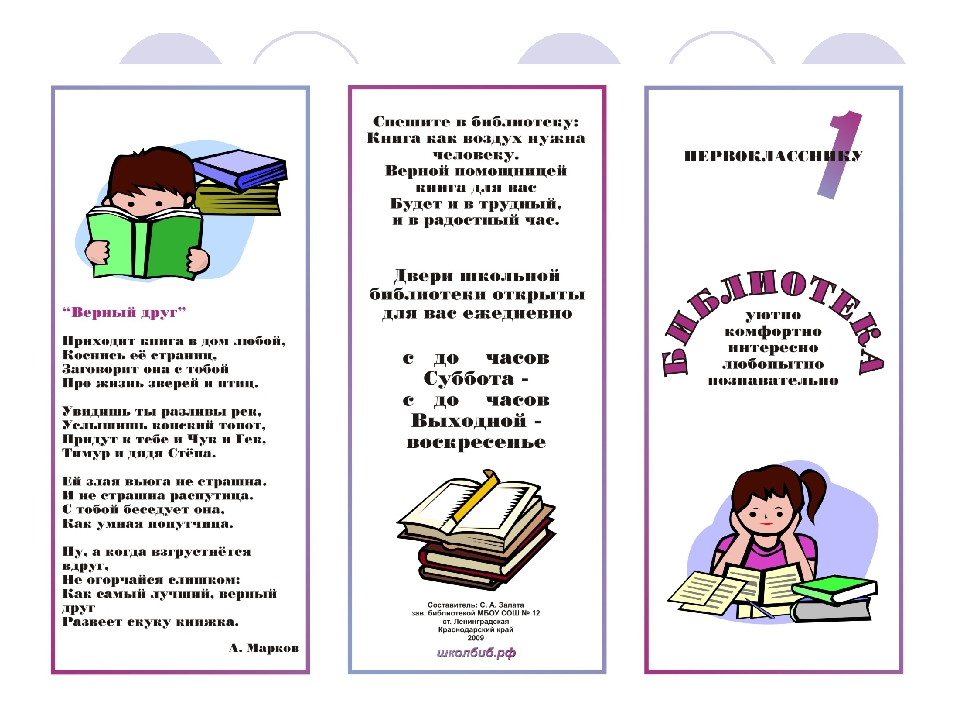 “Верный друг”
Приходит книга в дом любой,
Коснись её страниц,
Заговорит она с тобой
Про жизнь зверей и птиц.
Увидишь ты разливы рек,
Услышишь конский топот,
Придут к тебе и Чук и Гек,
Тимур и дядя Стёпа.
Ей злая вьюга не страшна.
И не страшна распутица.
С тобой беседует она,
Как умная попутчица.
Ну, а когда взгрустнётся
вдруг,
Не огорчайся слишком:
Как самый лучший, верный
друг
Развеет скуку книжка.
А. Марков
Спешите в библиотеку:
Книга как воздух нужна
человеку.
Верной помощницей
книга для вас
Будет и в трудный,
и в радостный час.
Двери школьной
библиотеки открыты
для вас ежедневно
с до часов
Суббота -
с до часов
Выходной -
воскресенье
Составитель: С. А. Запата
зав. библиотекой МБОУ СОШ № 12
ст. Ленинградская
Краснодарский край
2009
школбиб.рф
1
ПЕРВОКЛАССНИКУ
БИБЛИОТЕКА
уютно
комфортно
интересно
любопытно
познавательно